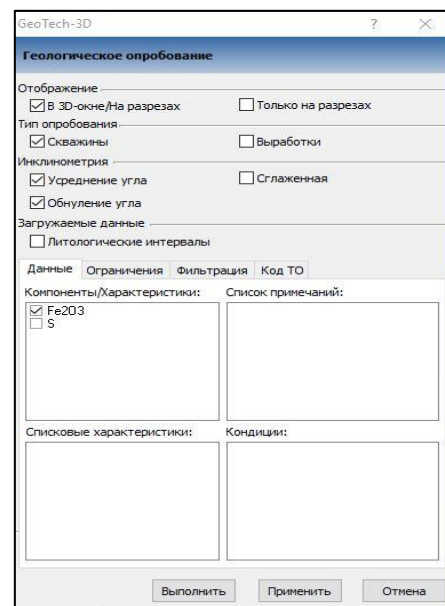 GeoTech-3D ?
Геологическое опробование
Отображение
В 3D-окне/На разрезах Только на разрезах
Тип опробования
Скважины Выработки
Инклинометрия
Усреднение угла Сглаженная
Обнуление угла
Загружаемые данные
Литологические интервалы
Данные Ограничения Фильтрация Код ТО
Компоненты/Характеристики: Список примечаний:
Fe2O3
S
Списковые характеристики: Кондиции:
Выполнить Применить Отмена